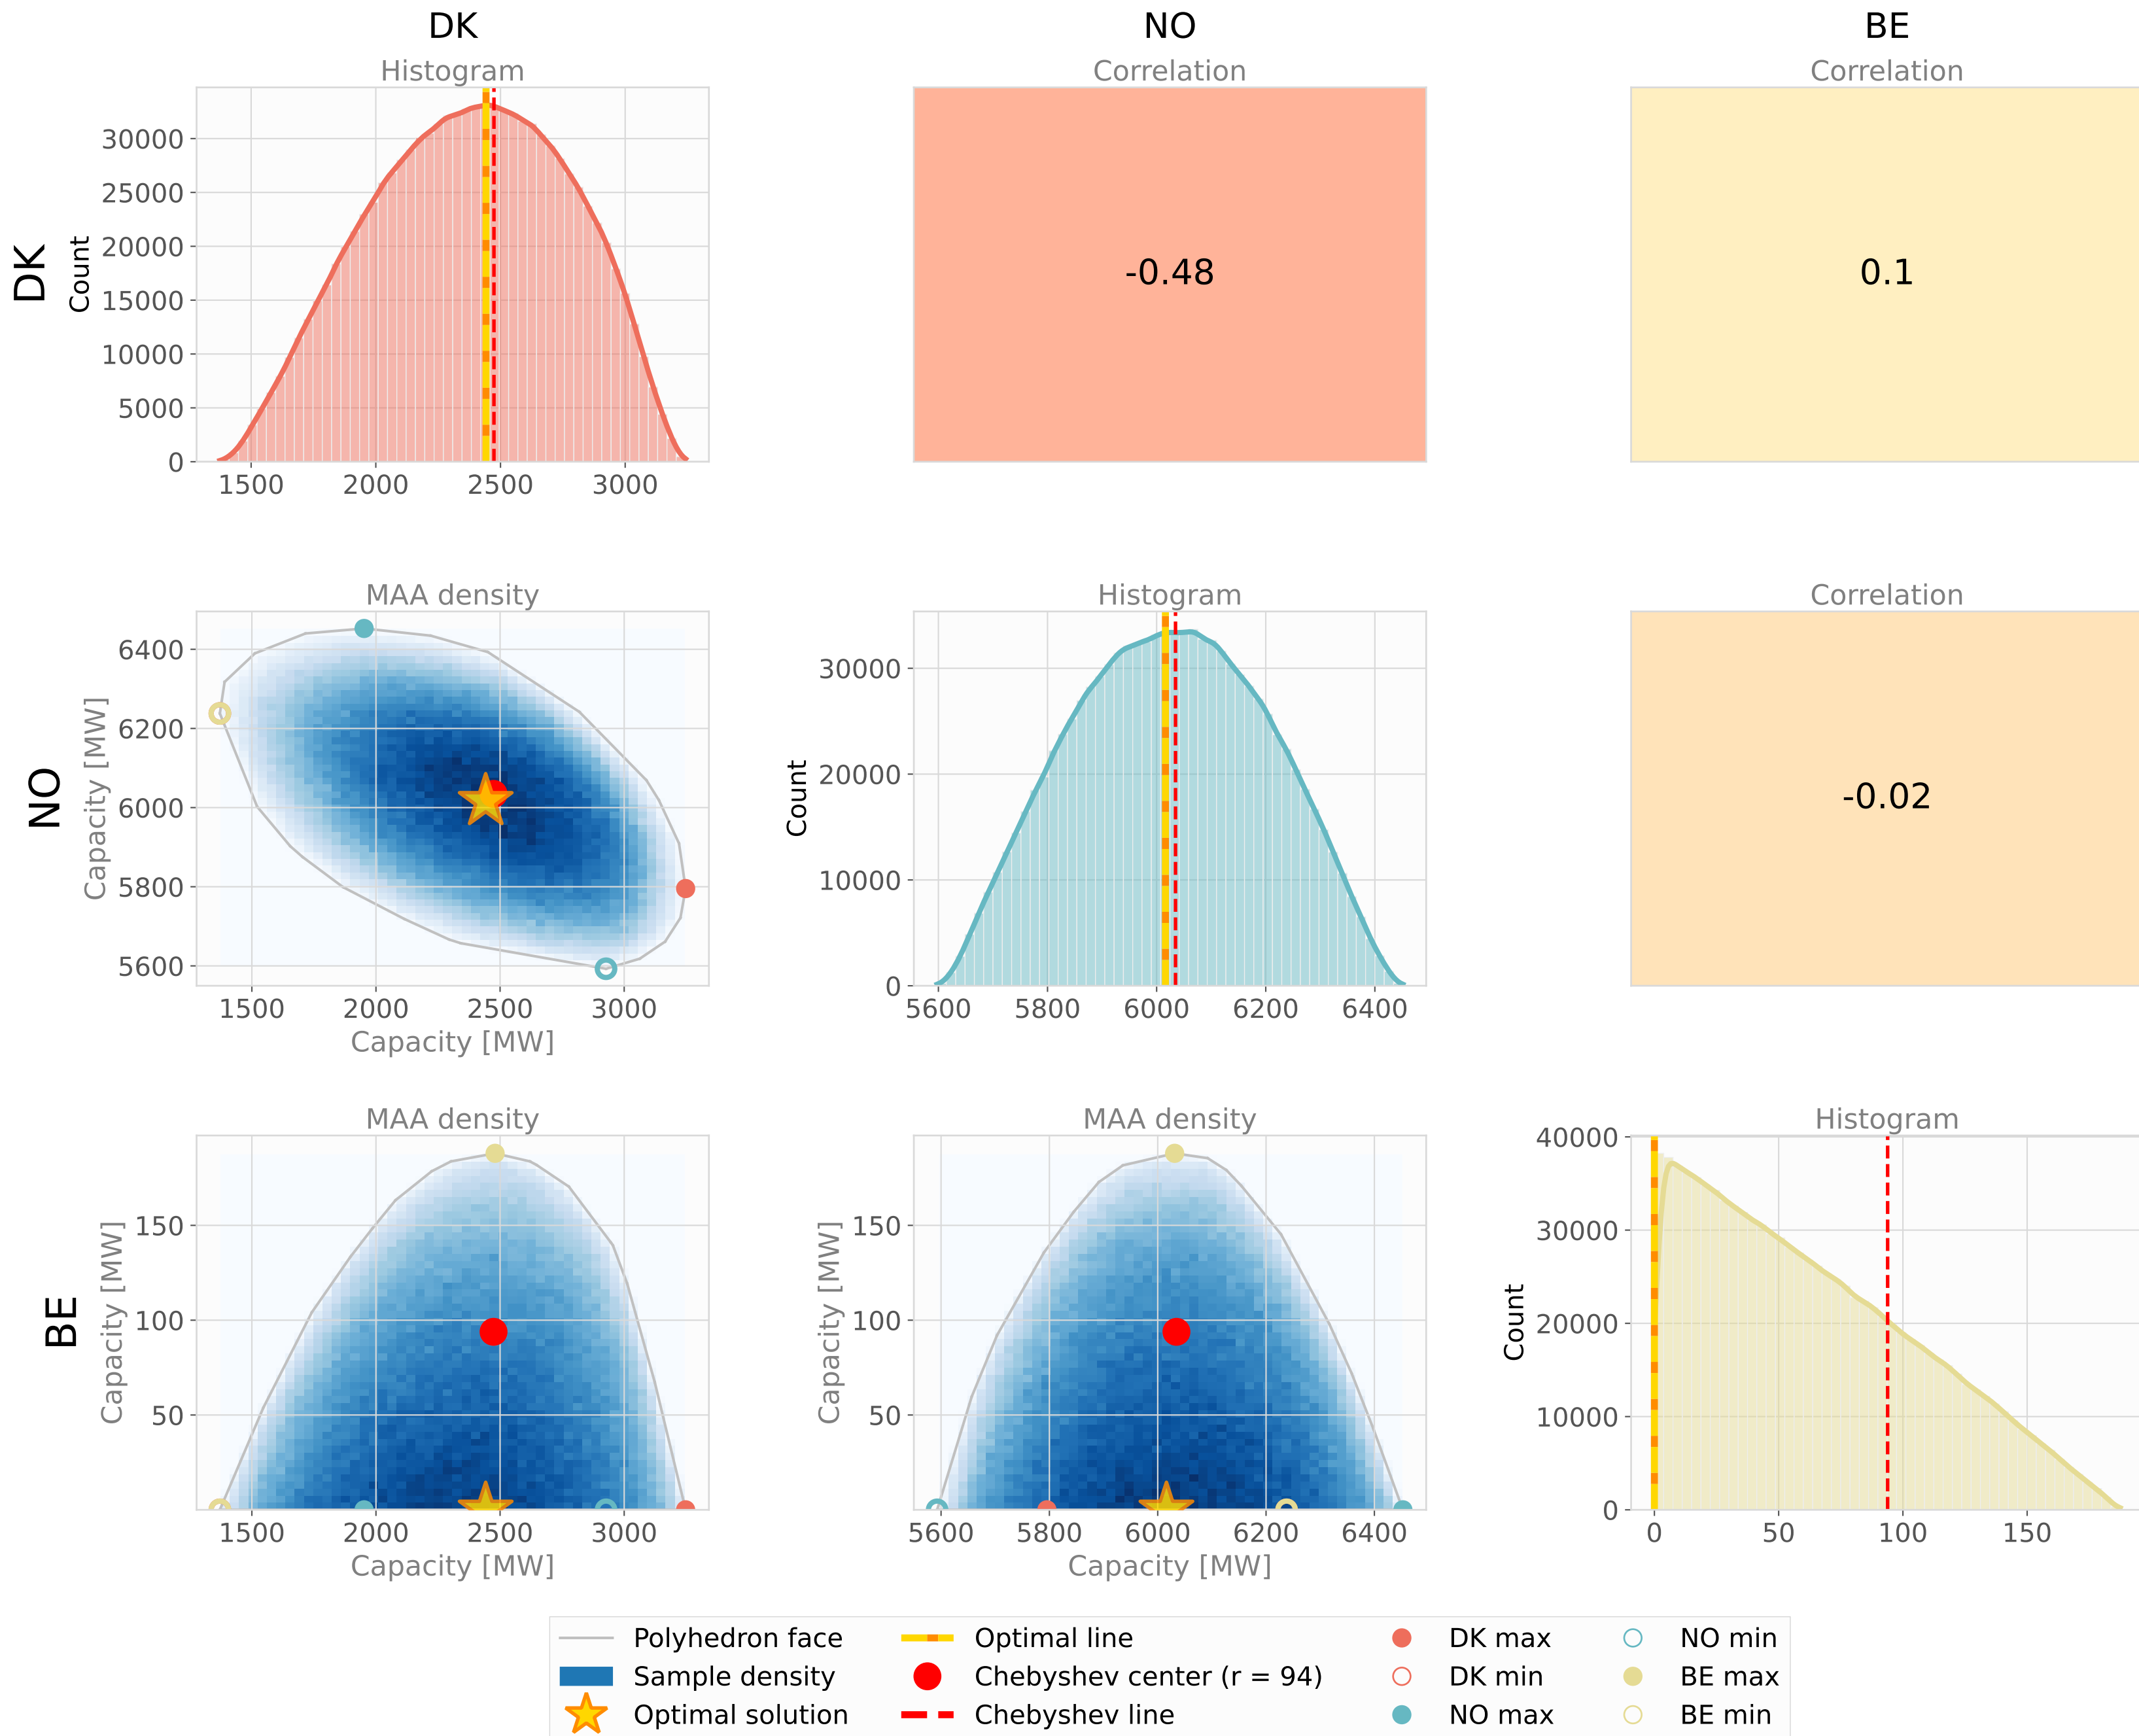 DK NO BE
Histogram Correlation Correlation
DK
Count
30000
25000
20000
15000
10000
5000
0
1500 2000 2500 3000
-0.48
0.1
MAA density Histogram Correlation
NO
Capacity [MW]
6400
6200
6000
5800
5600
1500 2000 2500 3000
Capacity [MW]
Count
30000
20000
10000
0
5600 5800 6000 6200 6400
-0.02
MAA density MAA density Histogram
BE
Capacity [MW]
150
100
50
1500 2000 2500 3000
Capacity [MW]
Capacity [MW]
150
100
50
5600 5800 6000 6200 6400
Capacity [MW]
Count
40000
30000
20000
10000
0
0 50 100 150
Polyhedron face Optimal line DK max NO min
Sample density Chebyshev center (r = 94) DK min BE max
Optimal solution Chebyshev line NO max BE min